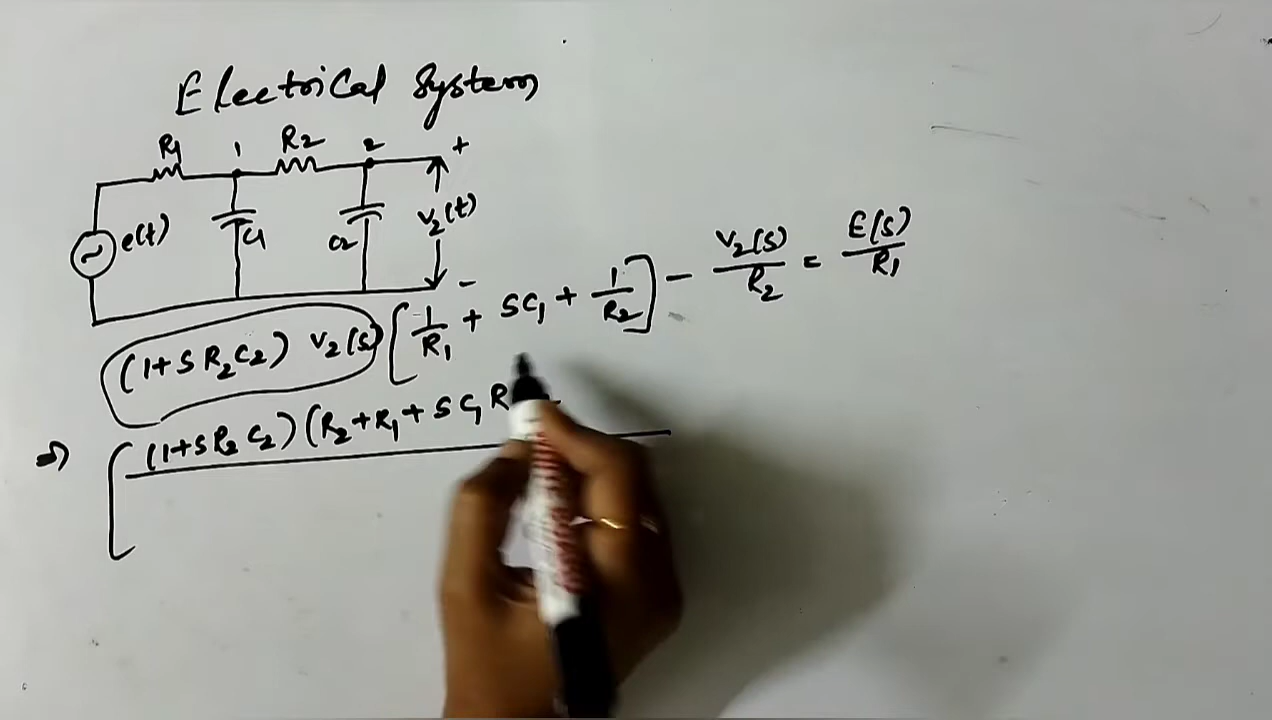 Electrical System
R1 1 R2 2 +
e(t) C1 C2 V2(t)
-
(1+SR2C2) V2(s) [1/R1 + SC1 + 1/R2] - V2(s)/R2 = E(s)/R1
⇒ [(1+SR2C2)(R2+R1+SC1R